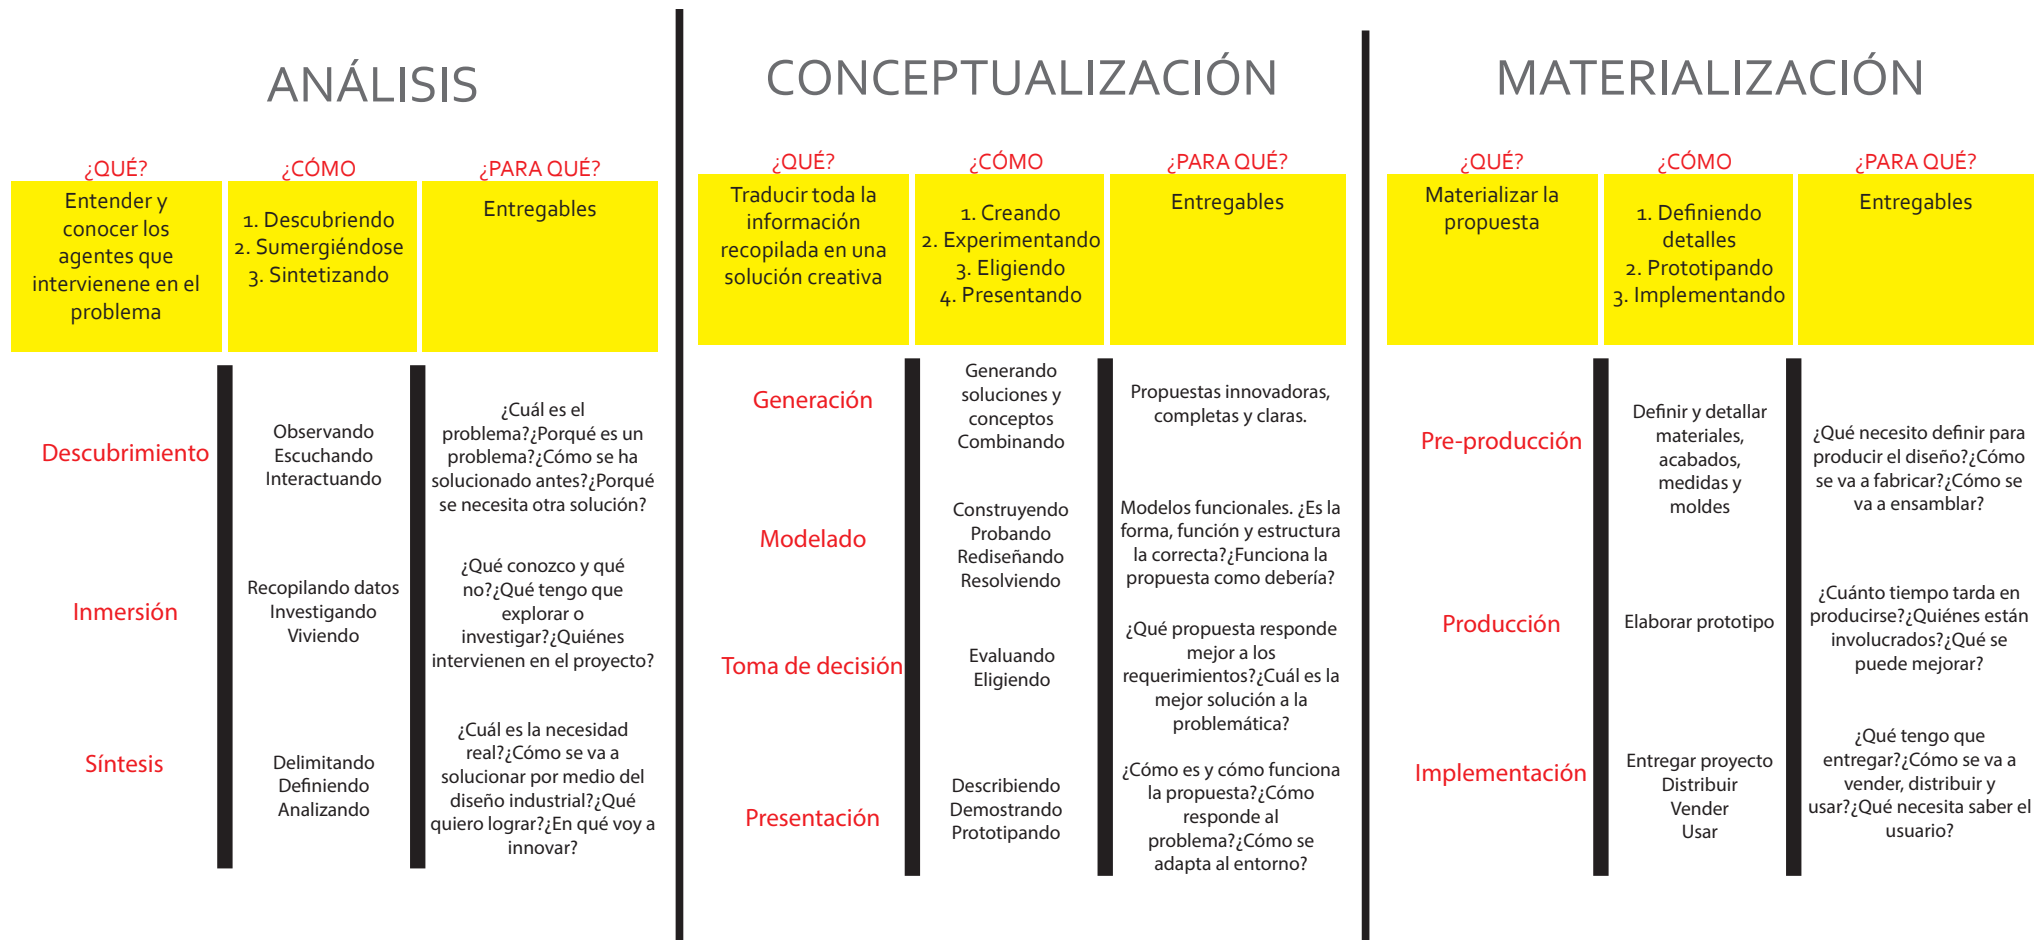 ANÁLISIS
¿QUÉ?
¿CÓMO
¿PARA QUÉ?
Entender y
conocer los
agentes que
intervienene en el
problema
1. Descubriendo
2. Sumergiéndose
3. Sintetizando
Entregables
Descubrimiento
Observando
Escuchando
Interactuando
¿Cuál es el
problema?¿Porqué es un
problema?¿Cómo se ha
solucionado antes?¿Porqué
se necesita otra solución?
Inmersión
Recopilando datos
Investigando
Viviendo
¿Qué conozco y qué
no?¿Qué tengo que
explorar o
investigar?¿Quiénes
intervienen en el proyecto?
Síntesis
Delimitando
Definiendo
Analizando
¿Cuál es la necesidad
real?¿Cómo se va a
solucionar por medio del
diseño industrial?¿Qué
quiero lograr?¿En qué voy a
innovar?
CONCEPTUALIZACIÓN
¿QUÉ?
¿CÓMO
¿PARA QUÉ?
Traducir toda la
información
recopilada en una
solución creativa
1. Creando
2. Experimentando
3. Eligiendo
4. Presentando
Entregables
Generación
Generando
soluciones y
conceptos
Combinando
Propuestas innovadoras,
completas y claras.
Modelado
Construyendo
Probando
Rediseñando
Resolviendo
Modelos funcionales. ¿Es la
forma, función y estructura
la correcta?¿Funciona la
propuesta como debería?
Toma de decisión
Evaluando
Eligiendo
¿Qué propuesta responde
mejor a los
requerimientos?¿Cuál es la
mejor solución a la
problemática?
Presentación
Describiendo
Demostrando
Prototipando
¿Cómo es y cómo funciona
la propuesta?¿Cómo
responde al
problema?¿Cómo se
adapta al entorno?
MATERIALIZACIÓN
¿QUÉ?
¿CÓMO
¿PARA QUÉ?
Materializar la
propuesta
1. Definiendo
detalles
2. Prototipando
3. Implementando
Entregables
Pre-producción
Definir y detallar
materiales,
acabados,
medidas y
moldes
¿Qué necesito definir para
producir el diseño?¿Cómo
se va a fabricar?¿Cómo se
va a ensamblar?
Producción
Elaborar prototipo
¿Cuánto tiempo tarda en
producirse?¿Quiénes están
involucrados?¿Qué se
puede mejorar?
Implementación
Entregar proyecto
Distribuir
Vender
Usar
¿Qué tengo que
entregar?¿Cómo se va a
vender, distribuir y
usar?¿Qué necesita saber el
usuario?